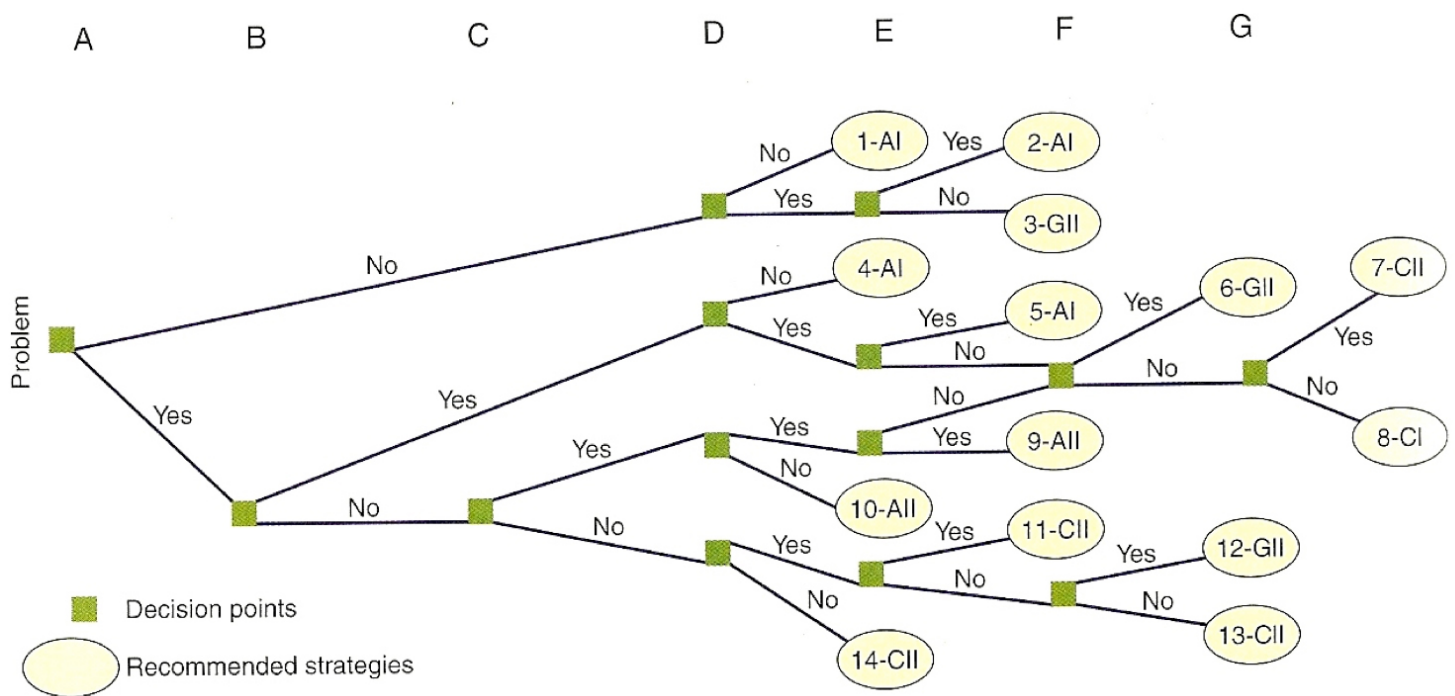 A B C D E F G
No
1-AI
Yes
2-AI
Yes
No
3-GII
No
No
4-AI
Yes
5-AI
Yes
6-GII
7-CII
Problem
Yes
No
Yes
No
No
Yes
Yes
No
Yes
Yes
Yes
9-AII
8-CI
No
No
10-AII
No
Yes
Yes
11-CII
Yes
12-GII
No
No
13-CII
No
14-CII
Decision points
Recommended strategies